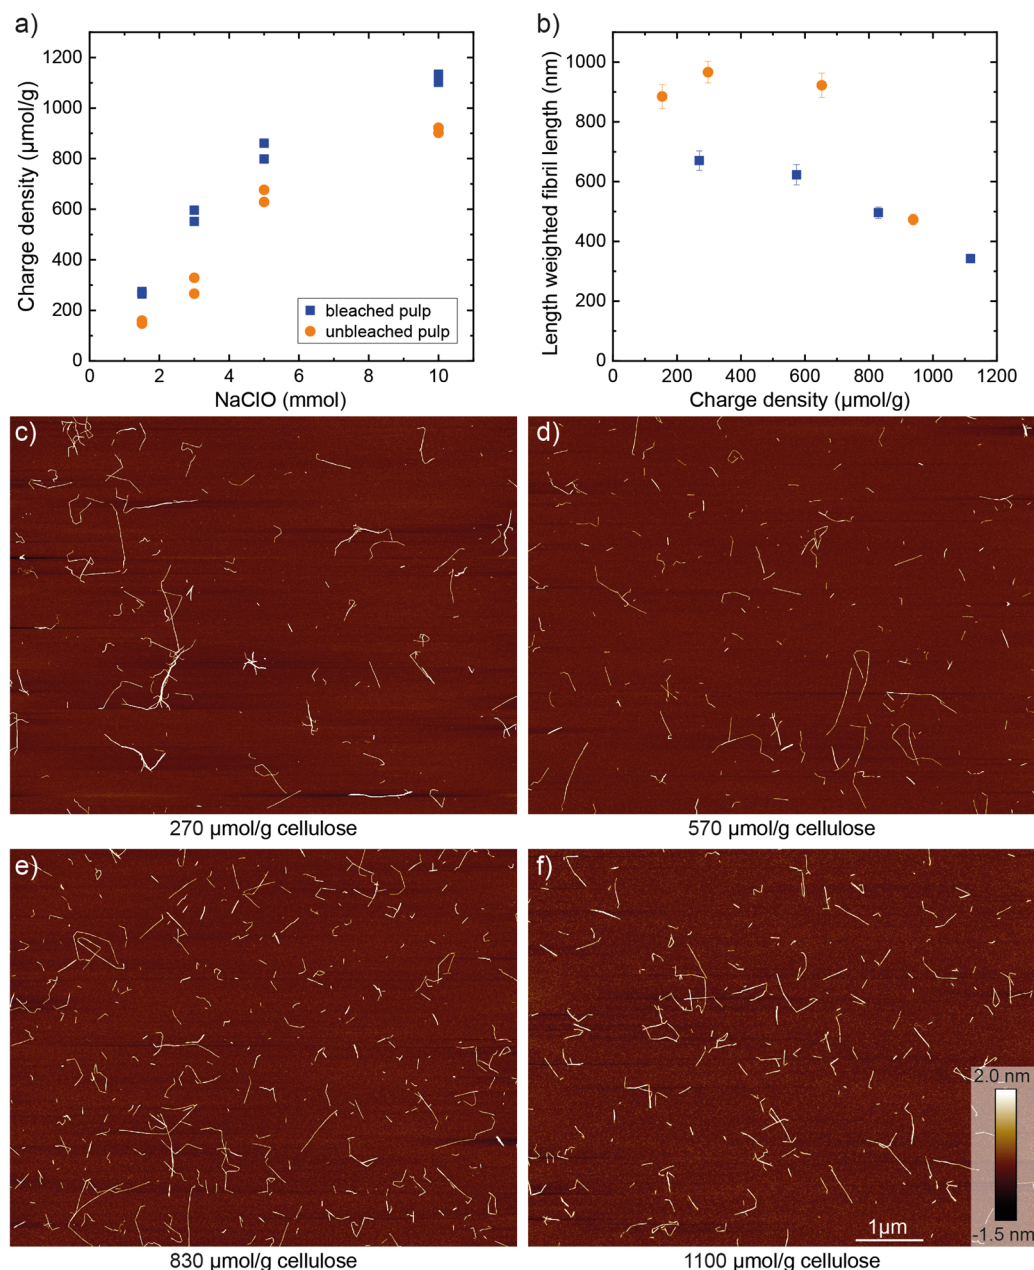 a)
Charge density (µmol/g)
1200
1000
800
600
400
200
0
0 2 4 6 8 10
NaClO (mmol)
bleached pulp
unbleached pulp
b)
Length weighted fibril length (nm)
1000
800
600
400
200
0
0 200 400 600 800 1000 1200
Charge density (µmol/g)
c)
270 µmol/g cellulose
d)
570 µmol/g cellulose
e)
830 µmol/g cellulose
f)
2.0 nm
-1.5 nm
1µm
1100 µmol/g cellulose